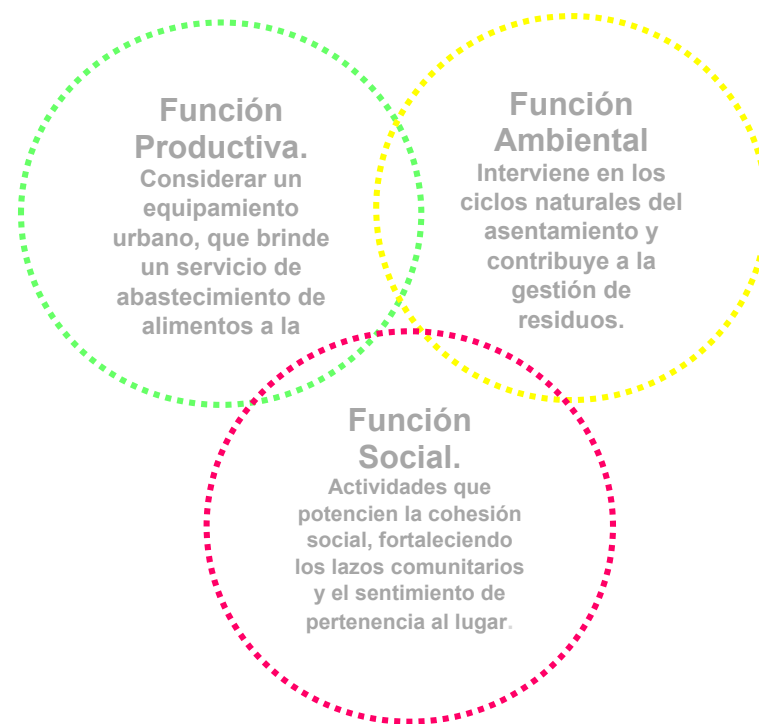 Función
Productiva.
Considerar un
equipamiento
urbano, que brinde
un servicio de
abastecimiento de
alimentos a la
Función
Ambiental
Interviene en los
ciclos naturales del
asentamiento y
contribuye a la
gestión de
residuos.
Función
Social.
Actividades que
potencien la cohesión
social, fortaleciendo
los lazos comunitarios
y el sentimiento de
pertenencia al lugar.